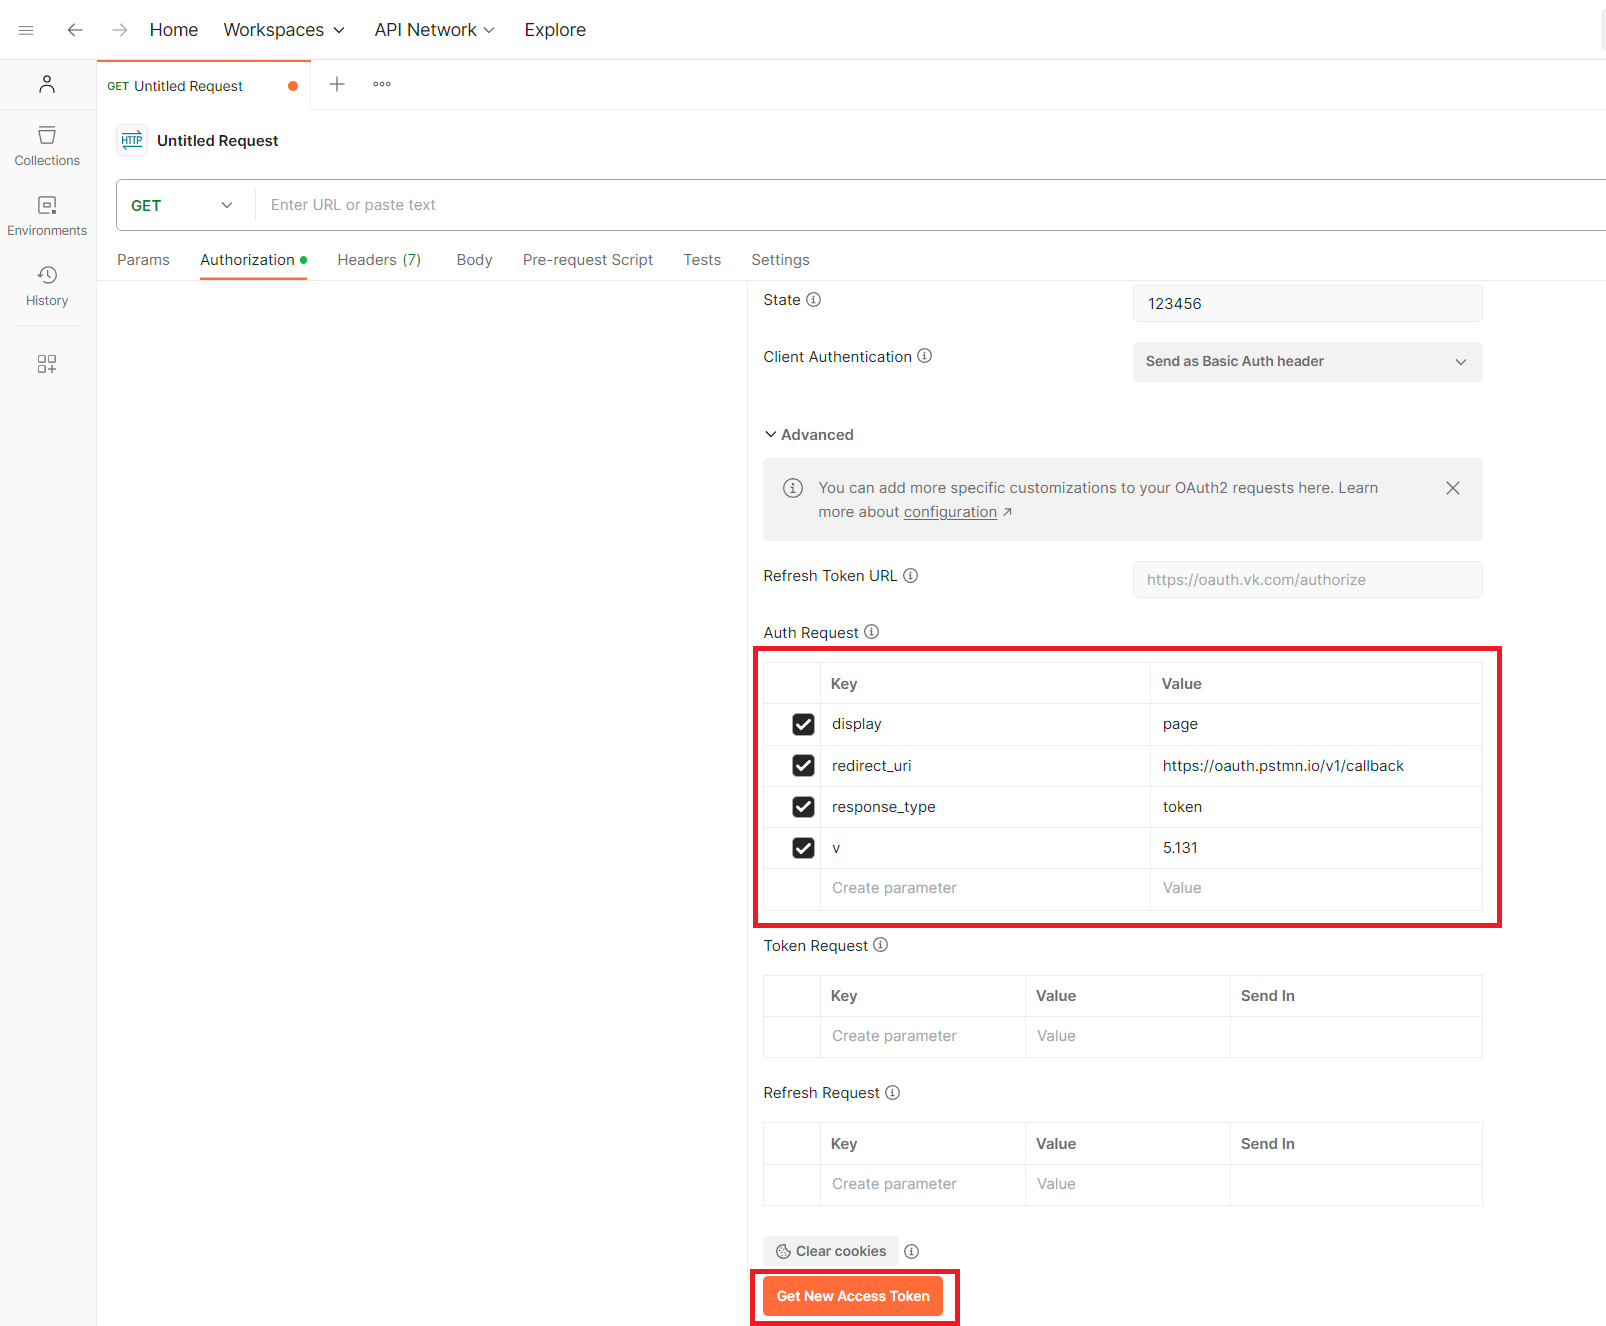 Home Workspaces API Network Explore
GET Untitled Request
HTTP Untitled Request
Collections
Environments
History
GET Enter URL or paste text
Params Authorization Headers (7) Body Pre-request Script Tests Settings
State 123456
Client Authentication Send as Basic Auth header
Advanced
You can add more specific customizations to your OAuth2 requests here. Learn
more about configuration ↗
Refresh Token URL https://oauth.vk.com/authorize
Auth Request
Key Value
display page
redirect_uri https://oauth.pstmn.io/v1/callback
response_type token
v 5.131
Create parameter Value
Token Request
Key Value Send In
Create parameter Value
Refresh Request
Key Value Send In
Create parameter Value
Clear cookies
Get New Access Token